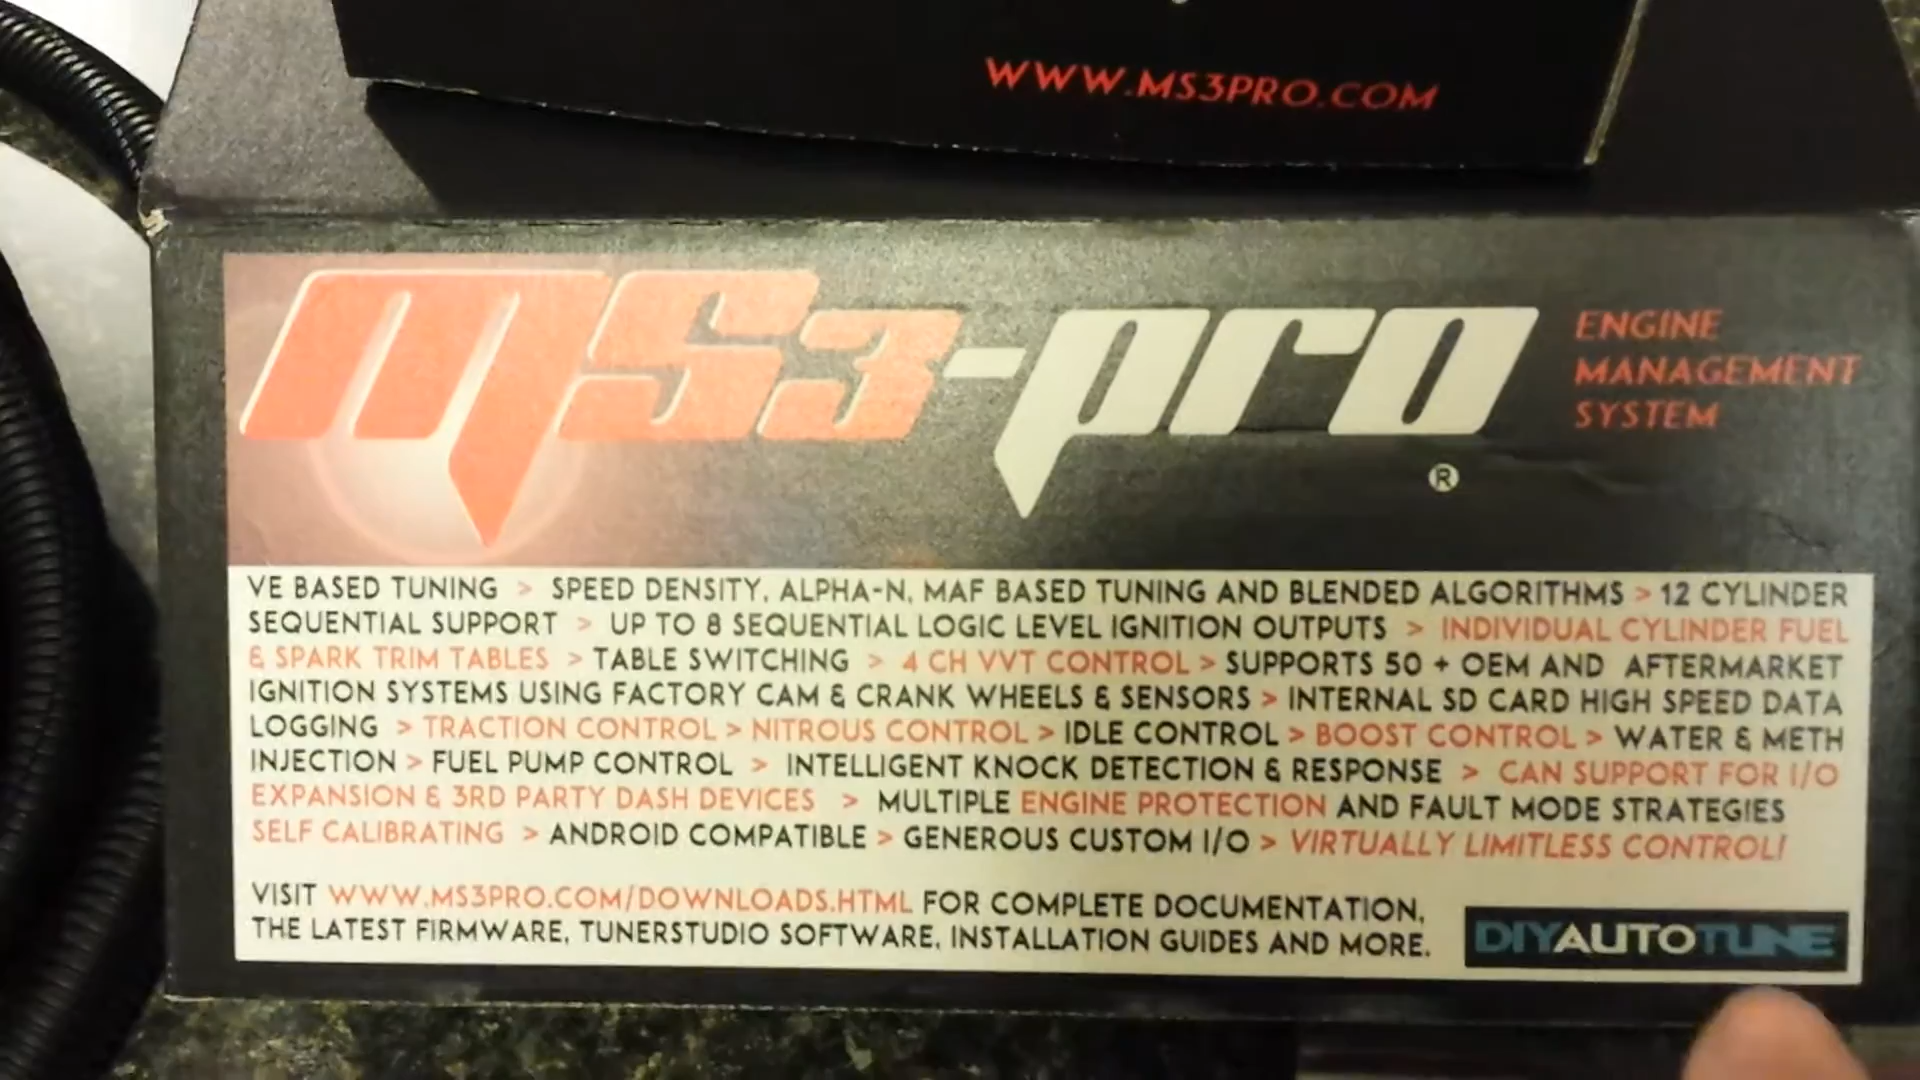 WWW.MS3PRO.COM
MS3-pro
ENGINE
MANAGEMENT
SYSTEM
®
VE BASED TUNING > SPEED DENSITY, ALPHA-N, MAF BASED TUNING AND BLENDED ALGORITHMS > 12 CYLINDER
SEQUENTIAL SUPPORT > UP TO 8 SEQUENTIAL LOGIC LEVEL IGNITION OUTPUTS > INDIVIDUAL CYLINDER FUEL
& SPARK TRIM TABLES > TABLE SWITCHING > 4 CH VVT CONTROL > SUPPORTS 50 + OEM AND AFTERMARKET
IGNITION SYSTEMS USING FACTORY CAM & CRANK WHEELS & SENSORS > INTERNAL SD CARD HIGH SPEED DATA
LOGGING > TRACTION CONTROL > NITROUS CONTROL > IDLE CONTROL > BOOST CONTROL > WATER & METH
INJECTION > FUEL PUMP CONTROL > INTELLIGENT KNOCK DETECTION & RESPONSE > CAN SUPPORT FOR I/O
EXPANSION & 3RD PARTY DASH DEVICES > MULTIPLE ENGINE PROTECTION AND FAULT MODE STRATEGIES
SELF CALIBRATING > ANDROID COMPATIBLE > GENEROUS CUSTOM I/O > VIRTUALLY LIMITLESS CONTROL!
VISIT WWW.MS3PRO.COM/DOWNLOADS.HTML FOR COMPLETE DOCUMENTATION,
THE LATEST FIRMWARE, TUNERSTUDIO SOFTWARE, INSTALLATION GUIDES AND MORE.
DIYAUTOTUNE